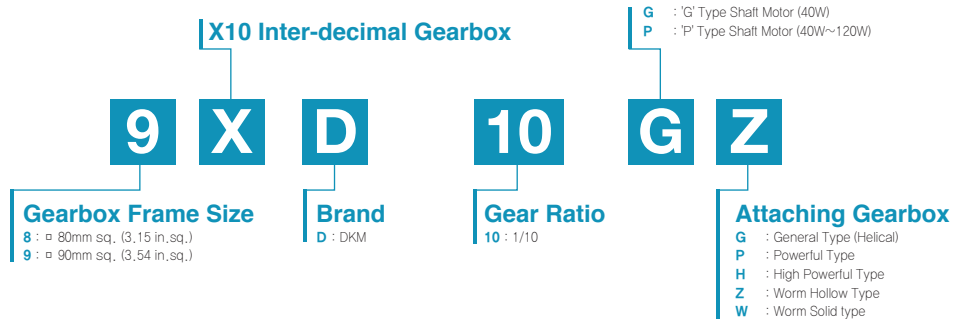 G : 'G' Type Shaft Motor (40W)
P : 'P' Type Shaft Motor (40W~120W)
X10 Inter-decimal Gearbox
9 X D 10 G Z
Gearbox Frame Size
8 : □ 80mm sq. (3.15 in.sq.)
9 : □ 90mm sq. (3.54 in.sq.)
Brand
D : DKM
Gear Ratio
10 : 1/10
Attaching Gearbox
G : General Type (Helical)
P : Powerful Type
H : High Powerful Type
Z : Worm Hollow Type
W : Worm Solid type